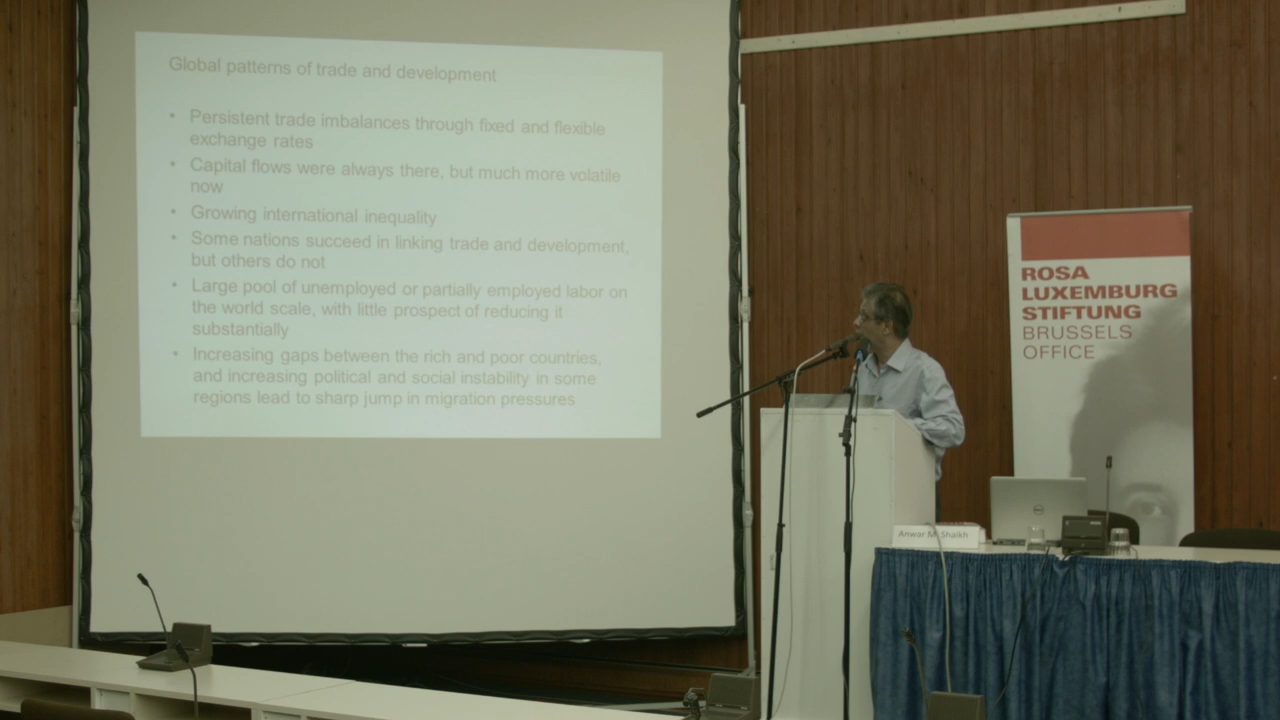 Global patterns of trade and development
• Persistent trade imbalances through fixed and flexible
exchange rates
• Capital flows were always there, but much more volatile
now
• Growing international inequality
• Some nations succeed in linking trade and development,
but others do not
• Large pool of unemployed or partially employed labor on
the world scale, with little prospect of reducing it
substantially
• Increasing gaps between the rich and poor countries,
and increasing political and social instability in some
regions lead to sharp jump in migration pressures
ROSA
LUXEMBURG
STIFTUNG
BRUSSELS
OFFICE
Anwar M. Shaikh
DELL